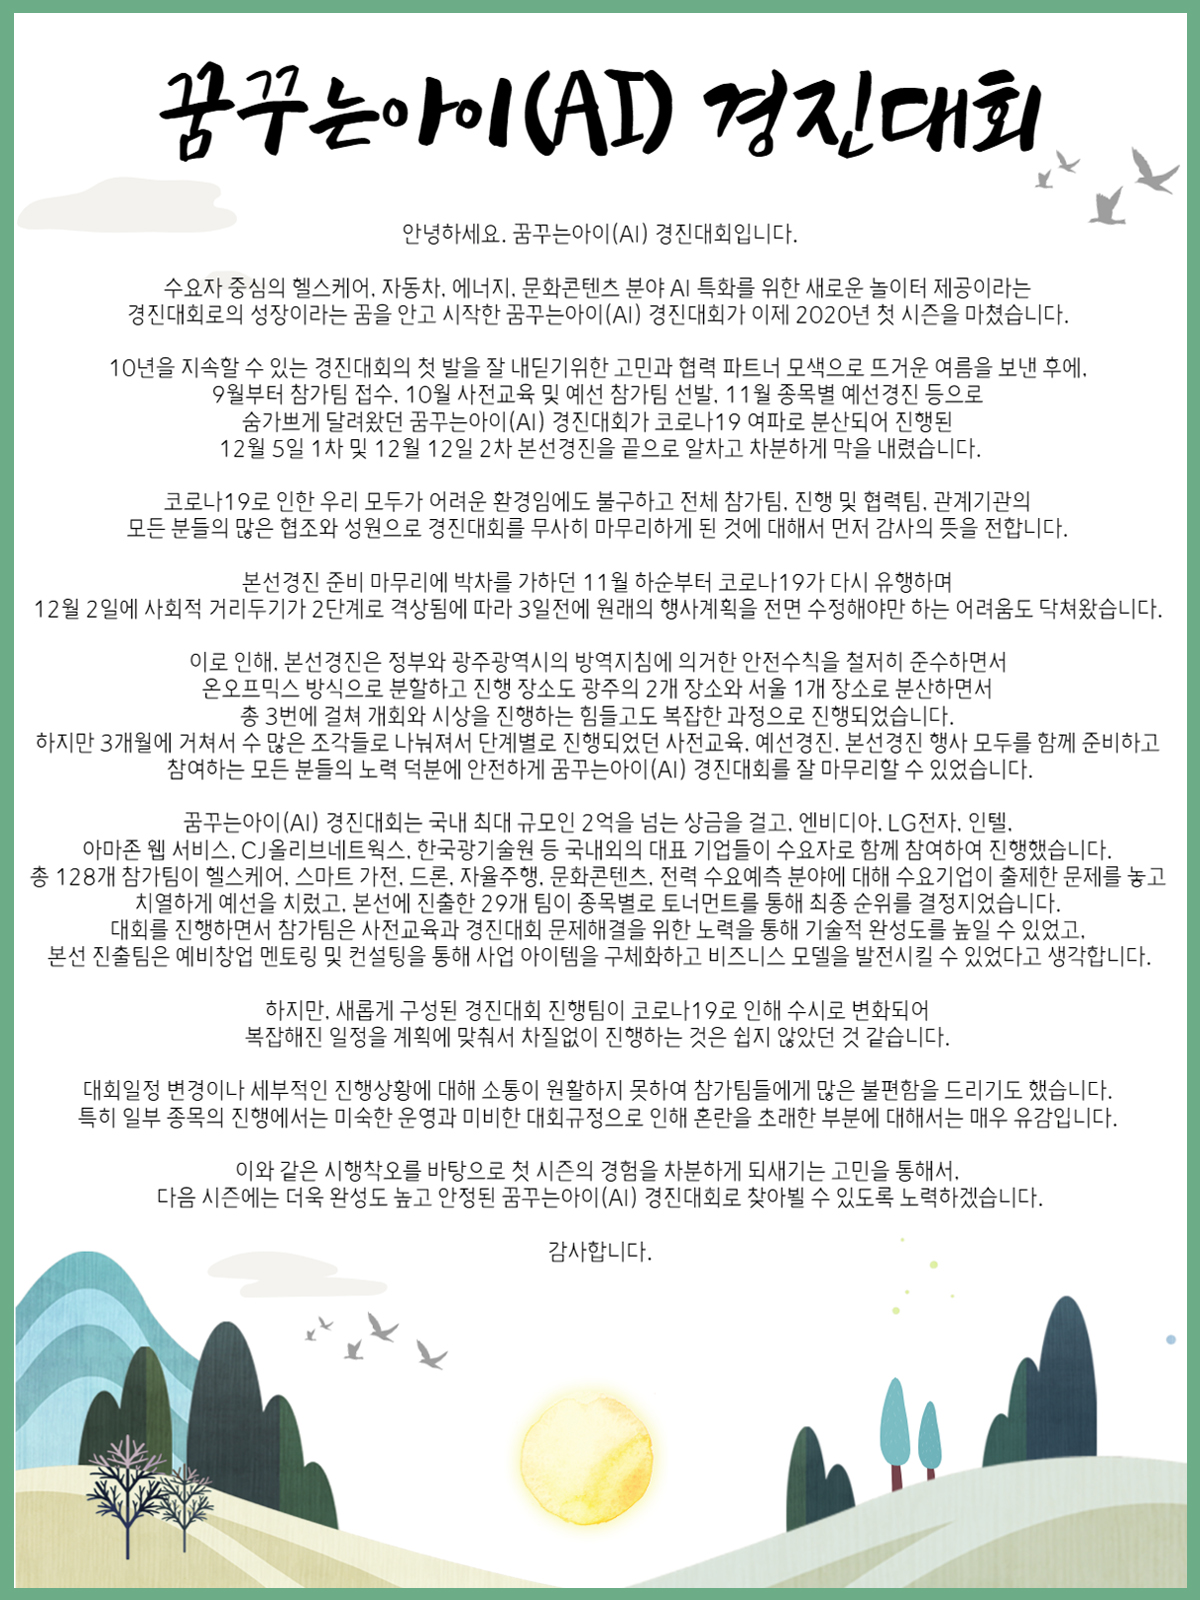 꿈꾸는아이(AI) 경진대회
안녕하세요. 꿈꾸는아이(AI) 경진대회입니다.
수요자 중심의 헬스케어, 자동차, 에너지, 문화콘텐츠 분야 AI 특화를 위한 새로운 놀이터 제공이라는
경진대회로의 성장이라는 꿈을 안고 시작한 꿈꾸는아이(AI) 경진대회가 이제 2020년 첫 시즌을 마쳤습니다.
10년을 지속할 수 있는 경진대회의 첫 발을 잘 내딛기위한 고민과 협력 파트너 모색으로 뜨거운 여름을 보낸 후에,
9월부터 참가팀 접수, 10월 사전교육 및 예선 참가팀 선발, 11월 종목별 예선경진 등으로
숨가쁘게 달려왔던 꿈꾸는아이(AI) 경진대회가 코로나19 여파로 분산되어 진행된
12월 5일 1차 및 12월 12일 2차 본선경진을 끝으로 알차고 차분하게 막을 내렸습니다.
코로나19로 인한 우리 모두가 어려운 환경임에도 불구하고 전체 참가팀, 진행 및 협력팀, 관계기관의
모든 분들의 많은 협조와 성원으로 경진대회를 무사히 마무리하게 된 것에 대해서 먼저 감사의 뜻을 전합니다.
본선경진 준비 마무리에 박차를 가하던 11월 하순부터 코로나19가 다시 유행하며
12월 2일에 사회적 거리두기가 2단계로 격상됨에 따라 3일전에 원래의 행사계획을 전면 수정해야만 하는 어려움도 닥쳐왔습니다.
이로 인해, 본선경진은 정부와 광주광역시의 방역지침에 의거한 안전수칙을 철저히 준수하면서
온오프믹스 방식으로 분할하고 진행 장소도 광주의 2개 장소와 서울 1개 장소로 분산하면서
총 3번에 걸쳐 개회와 시상을 진행하는 힘들고도 복잡한 과정으로 진행되었습니다.
하지만 3개월에 거쳐서 수 많은 조각들로 나눠져서 단계별로 진행되었던 사전교육, 예선경진, 본선경진 행사 모두를 함께 준비하고
참여하는 모든 분들의 노력 덕분에 안전하게 꿈꾸는아이(AI) 경진대회를 잘 마무리할 수 있었습니다.
꿈꾸는아이(AI) 경진대회는 국내 최대 규모인 2억을 넘는 상금을 걸고, 엔비디아, LG전자, 인텔,
아마존 웹 서비스, CJ올리브네트웍스, 한국광기술원 등 국내외의 대표 기업들이 수요자로 함께 참여하여 진행했습니다.
총 128개 참가팀이 헬스케어, 스마트 가전, 드론, 자율주행, 문화콘텐츠, 전력 수요예측 분야에 대해 수요기업이 출제한 문제를 놓고
치열하게 예선을 치렀고, 본선에 진출한 29개 팀이 종목별로 토너먼트를 통해 최종 순위를 결정지었습니다.
대회를 진행하면서 참가팀은 사전교육과 경진대회 문제해결을 위한 노력을 통해 기술적 완성도를 높일 수 있었고,
본선 진출팀은 예비창업 멘토링 및 컨설팅을 통해 사업 아이템을 구체화하고 비즈니스 모델을 발전시킬 수 있었다고 생각합니다.
하지만, 새롭게 구성된 경진대회 진행팀이 코로나19로 인해 수시로 변화되어
복잡해진 일정을 계획에 맞춰서 차질없이 진행하는 것은 쉽지 않았던 것 같습니다.
대회일정 변경이나 세부적인 진행상황에 대해 소통이 원활하지 못하여 참가팀들에게 많은 불편함을 드리기도 했습니다.
특히 일부 종목의 진행에서는 미숙한 운영과 미비한 대회규정으로 인해 혼란을 초래한 부분에 대해서는 매우 유감입니다.
이와 같은 시행착오를 바탕으로 첫 시즌의 경험을 차분하게 되새기는 고민을 통해서,
다음 시즌에는 더욱 완성도 높고 안정된 꿈꾸는아이(AI) 경진대회로 찾아뵐 수 있도록 노력하겠습니다.
감사합니다.